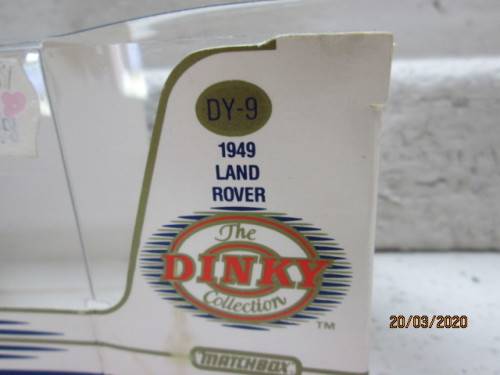 DY-9
1949
LAND
ROVER
The
DINKY
Collection
TM
MATCHBOX
20/03/2020